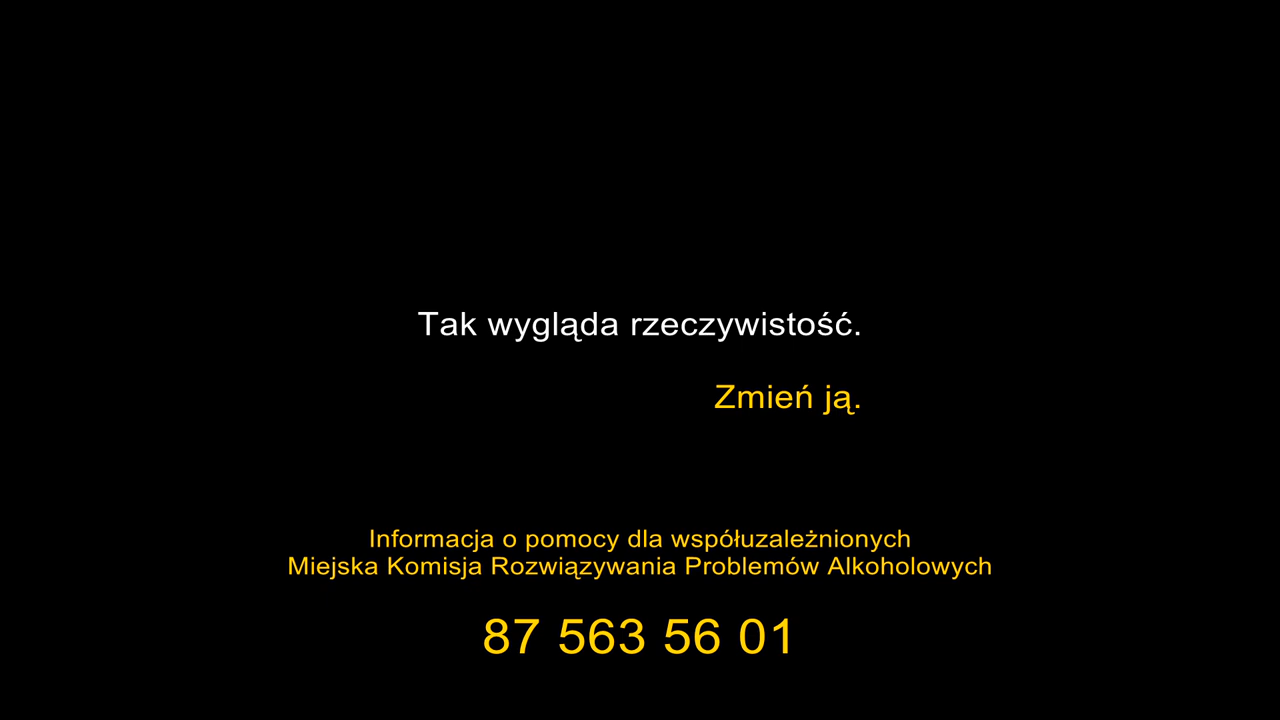 Tak wygląda rzeczywistość.
Zmień ją.
Informacja o pomocy dla współuzależnionych
Miejska Komisja Rozwiązywania Problemów Alkoholowych
87 563 56 01